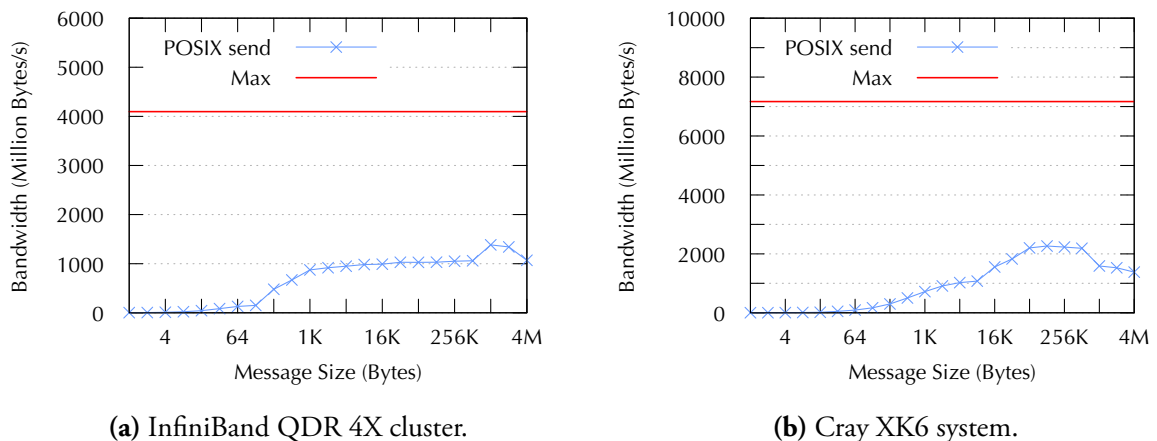 6000
5000
4000
3000
2000
1000
0
Bandwidth (Million Bytes/s)
POSIX send
Max
4 64 1K 16K 256K 4M
Message Size (Bytes)
(a) InfiniBand QDR 4X cluster.
10000
8000
6000
4000
2000
0
Bandwidth (Million Bytes/s)
POSIX send
Max
4 64 1K 16K 256K 4M
Message Size (Bytes)
(b) Cray XK6 system.